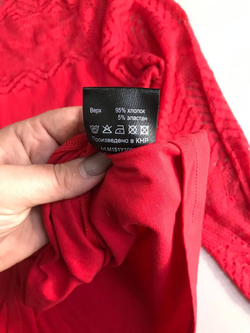 Верх 95% хлопок
5% эластан
Произведено в КНР